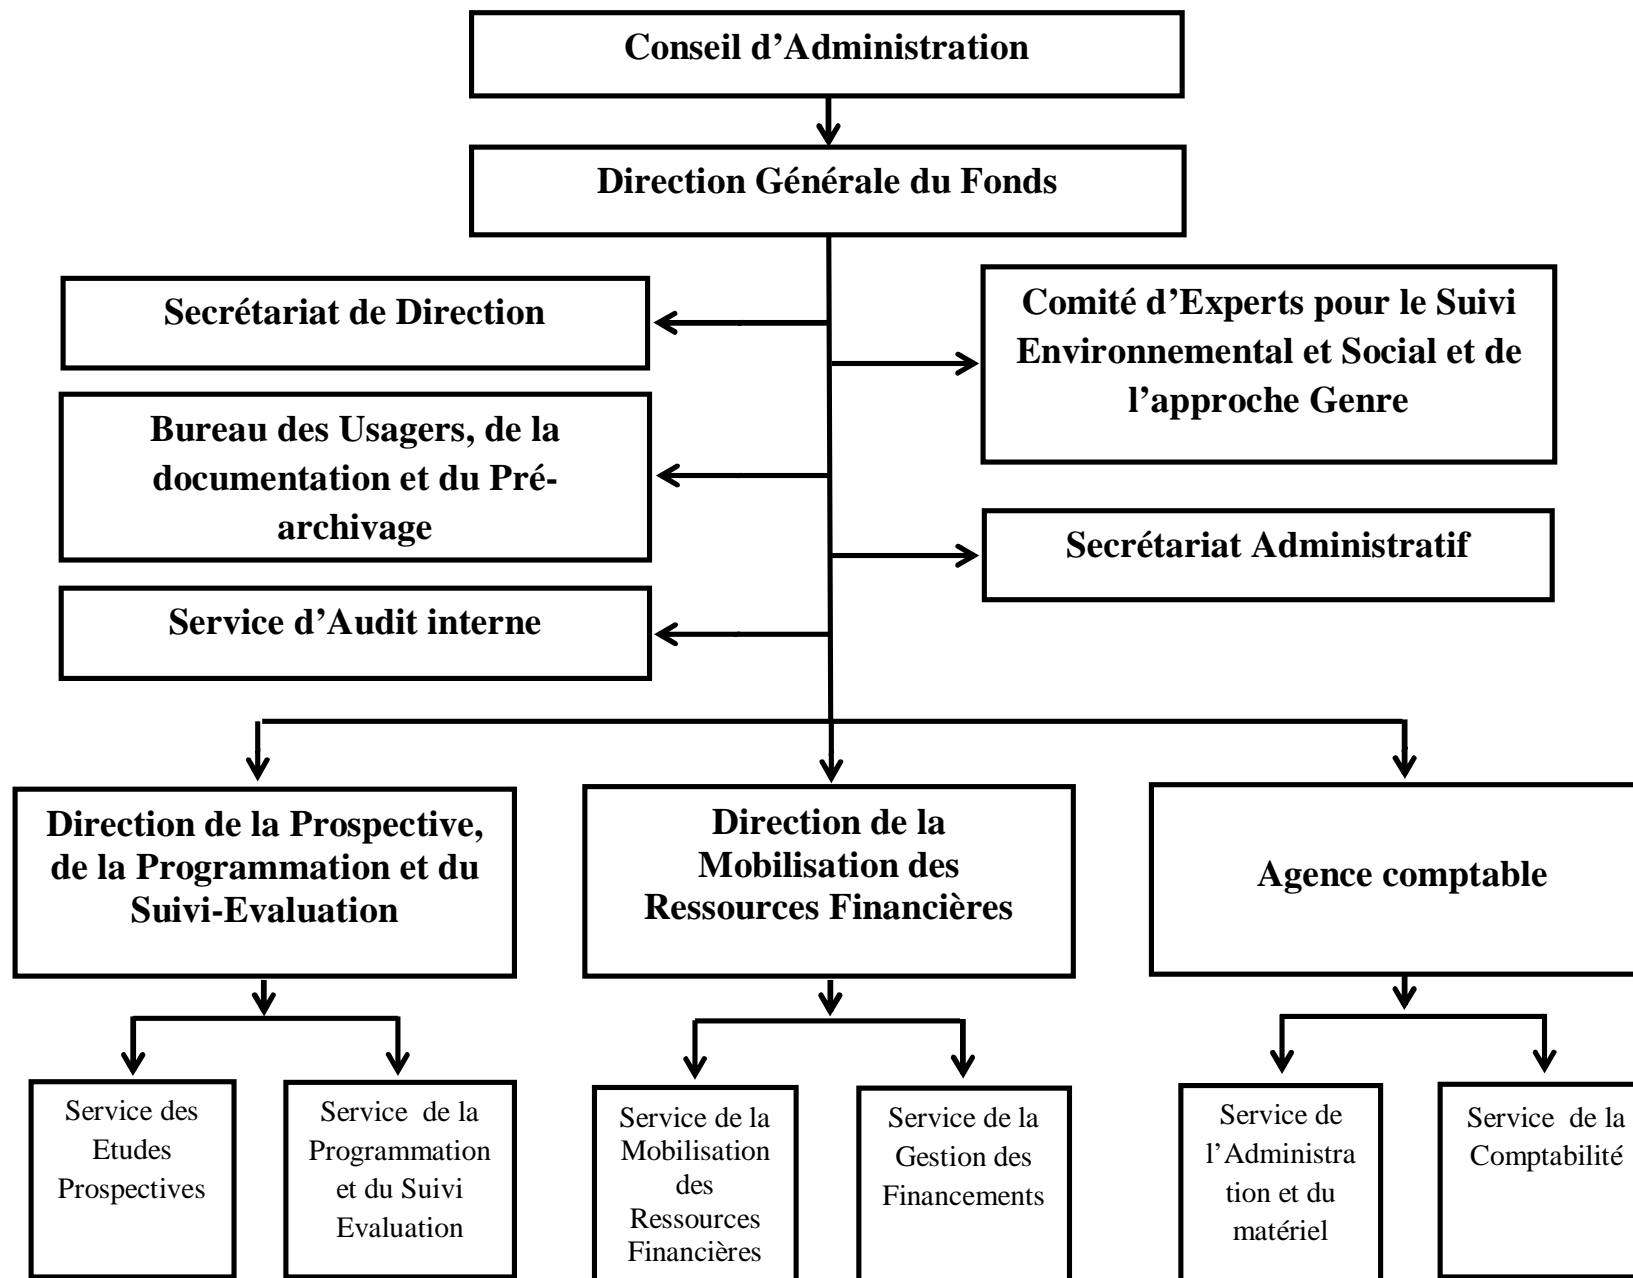 Conseil d’Administration
Direction Générale du Fonds
Secrétariat de Direction
Comité d’Experts pour le Suivi
Environnemental et Social et de
l’approche Genre
Bureau des Usagers, de la
documentation et du Pré-
archivage
Secrétariat Administratif
Service d’Audit interne
Direction de la Prospective,
de la Programmation et du
Suivi-Evaluation
Direction de la
Mobilisation des
Ressources Financières
Agence comptable
Service des
Etudes
Prospectives
Service de la
Programmation
et du Suivi
Evaluation
Service de la
Mobilisation
des
Ressources
Financières
Service de la
Gestion des
Financements
Service de
l’Administra
tion et du
matériel
Service de la
Comptabilité